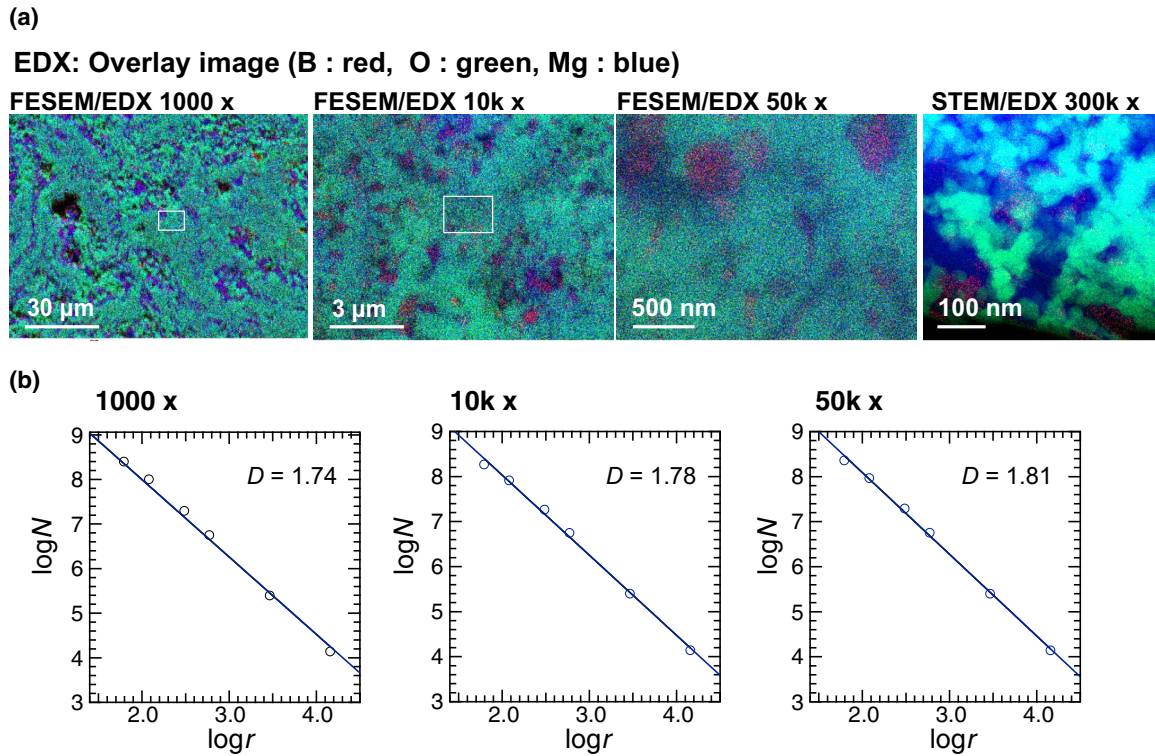 (a)
EDX: Overlay image (B : red, O : green, Mg : blue)
FESEM/EDX 1000 x FESEM/EDX 10k x FESEM/EDX 50k x STEM/EDX 300k x
30 µm 3 µm 500 nm 100 nm
(b)
1000 x 10k x 50k x
9 9 9
D = 1.74 D = 1.78 D = 1.81
8 8 8
7 7 7
logN logN logN
6 6 6
5 5 5
4 4 4
3 3 3
2.0 3.0 4.0 2.0 3.0 4.0 2.0 3.0 4.0
logr logr logr